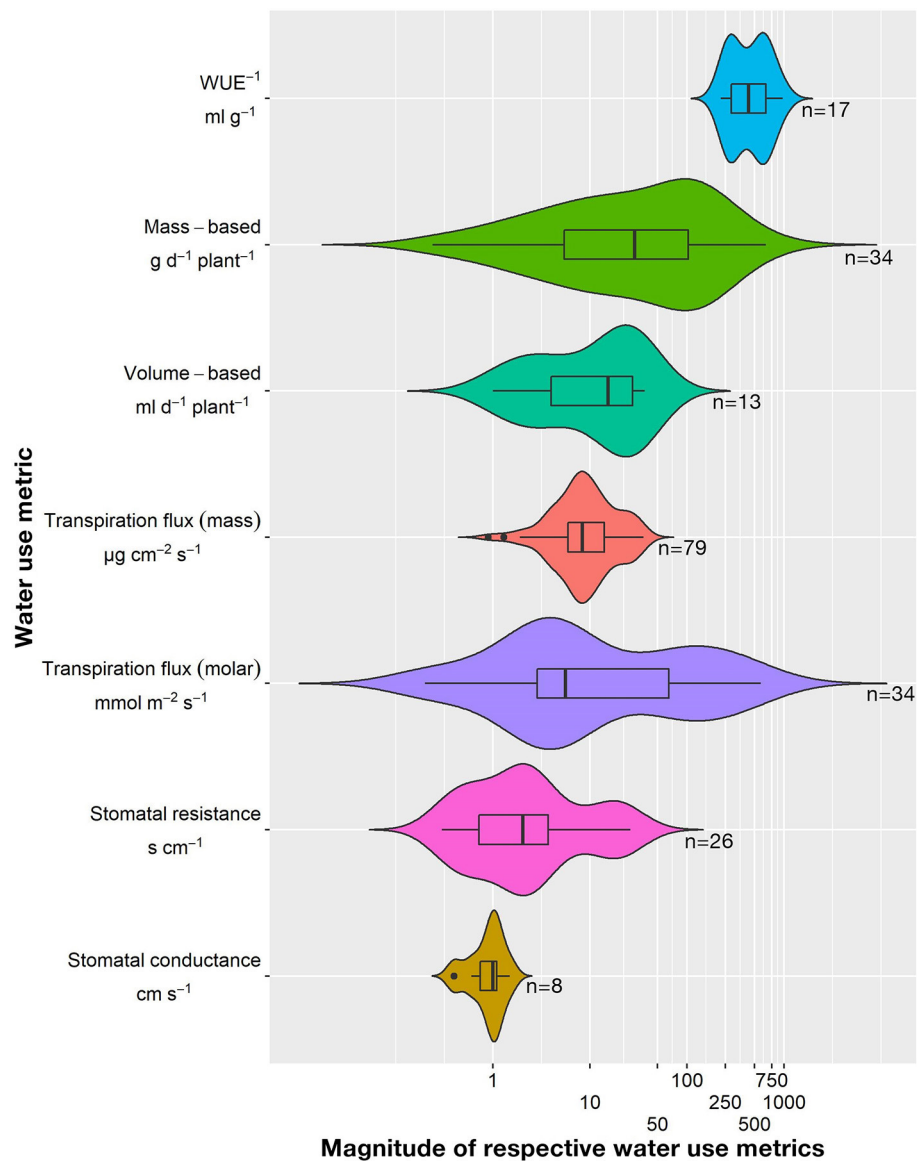 WUE⁻¹
ml g⁻¹
n=17
Mass – based
g d⁻¹ plant⁻¹
n=34
Volume – based
ml d⁻¹ plant⁻¹
n=13
Transpiration flux (mass)
µg cm⁻² s⁻¹
n=79
Transpiration flux (molar)
mmol m⁻² s⁻¹
n=34
Stomatal resistance
s cm⁻¹
n=26
Stomatal conductance
cm s⁻¹
n=8
Water use metric
1 100 750
10 250 1000
50 500
Magnitude of respective water use metrics